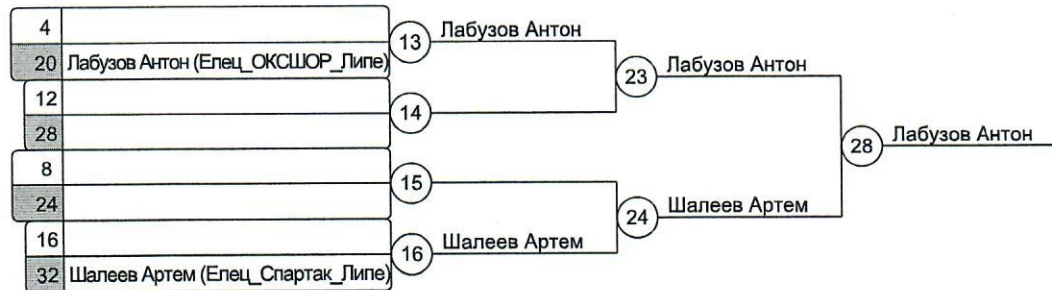 4
20 Лабузов Антон (Елец_ОКСШОР_Липе)
12
28
8
24
16
32 Шалеев Артем (Елец_Спартак_Липе)
13 Лабузов Антон
14
15
16 Шалеев Артем
23 Лабузов Антон
24 Шалеев Артем
28 Лабузов Антон